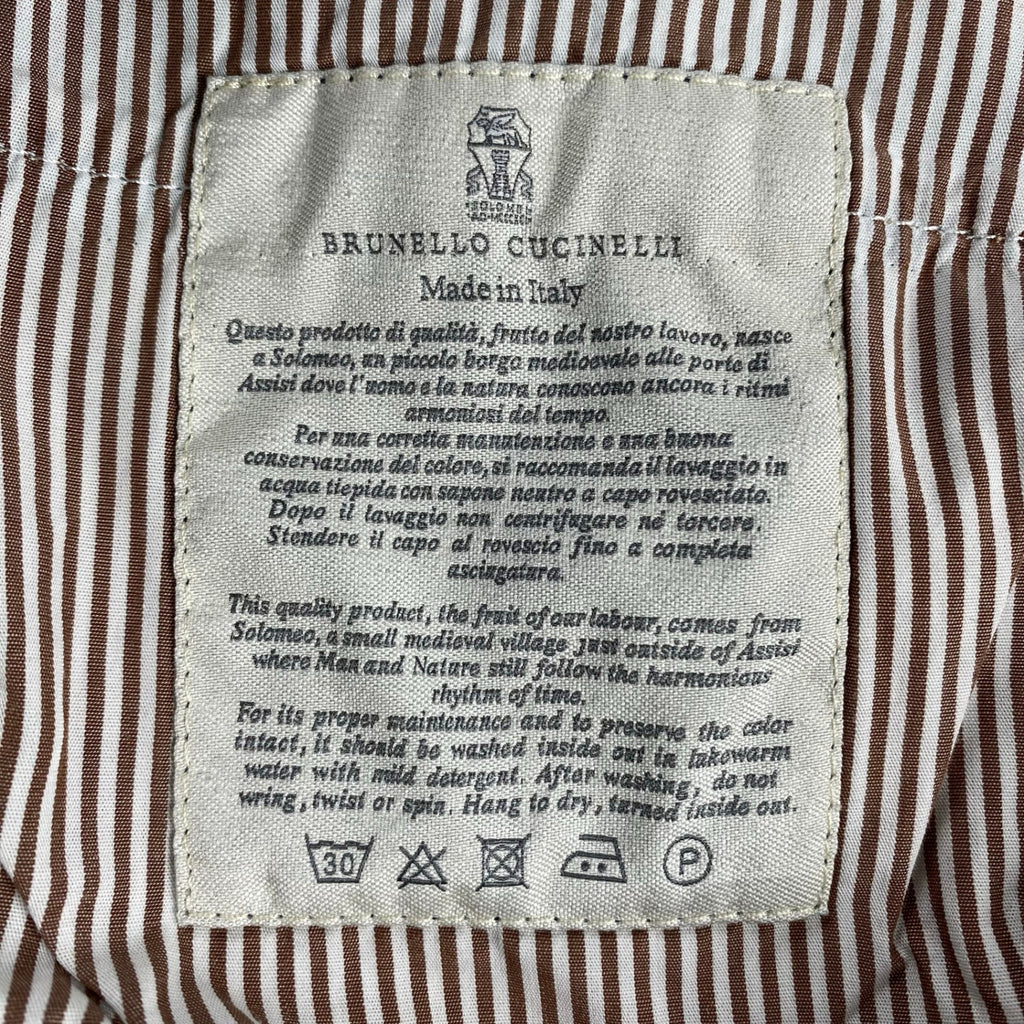 SOLOMEO
BRUNELLO CUCINELLI
Made in Italy
Questo prodotto di qualità, frutto del nostro lavoro, nasce
a Solomeo, un piccolo borgo medioevale alle porte di
Assisi dove l'uomo e la natura conoscono ancora i ritmi
armoniosi del tempo.
Per una corretta manutenzione e una buona
conservazione del colore, si raccomanda il lavaggio in
acqua tiepida con sapone neutro a capo rovesciato.
Dopo il lavaggio non centrifugare né torcere.
Stendere il capo al rovescio fino a completa
asciugatura.
This quality product, the fruit of our labour, comes from
Solomeo, a small medieval village just outside of Assisi
where Man and Nature still follow the harmonious
rhythm of time.
For its proper maintenance and to preserve the color
intact, it should be washed inside out in lukewarm
water with mild detergent. After washing, do not
wring, twist or spin. Hang to dry, turned inside out.
30 P